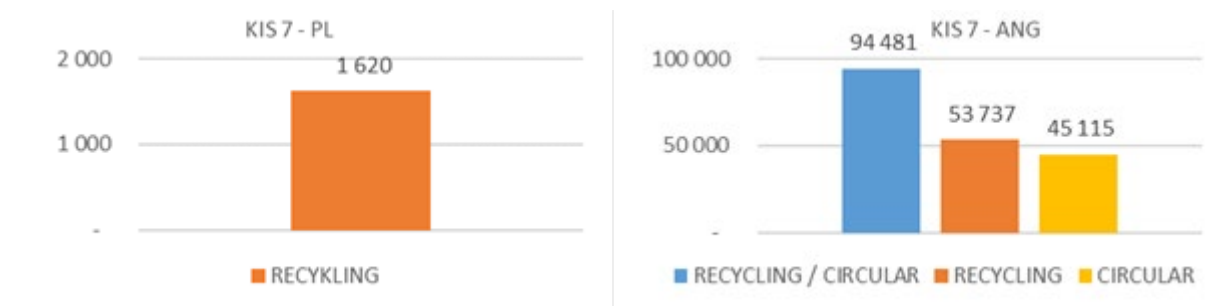 KIS 7 - PL
2 000
1 620
1 000
-
RECYKLING
KIS 7 - ANG
94 481
100 000
53 737
45 115
50 000
-
RECYCLING / CIRCULAR RECYCLING CIRCULAR